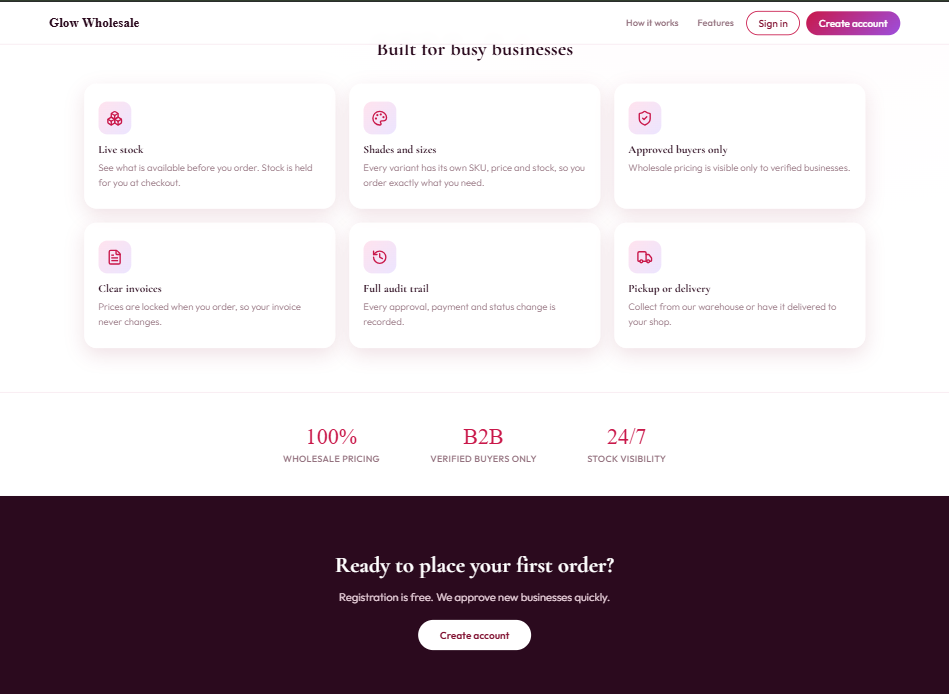 Glow Wholesale
How it works
Features
Sign in
Create account
Built for busy businesses
Live stock
See what is available before you order. Stock is held
for you at checkout.
Shades and sizes
Every variant has its own SKU, price and stock, so you
order exactly what you need.
Approved buyers only
Wholesale pricing is visible only to verified businesses.
Clear invoices
Prices are locked when you order, so your invoice
never changes.
Full audit trail
Every approval, payment and status change is
recorded.
Pickup or delivery
Collect from our warehouse or have it delivered to
your shop.
100%
WHOLESALE PRICING
B2B
VERIFIED BUYERS ONLY
24/7
STOCK VISIBILITY
Ready to place your first order?
Registration is free. We approve new businesses quickly.
Create account